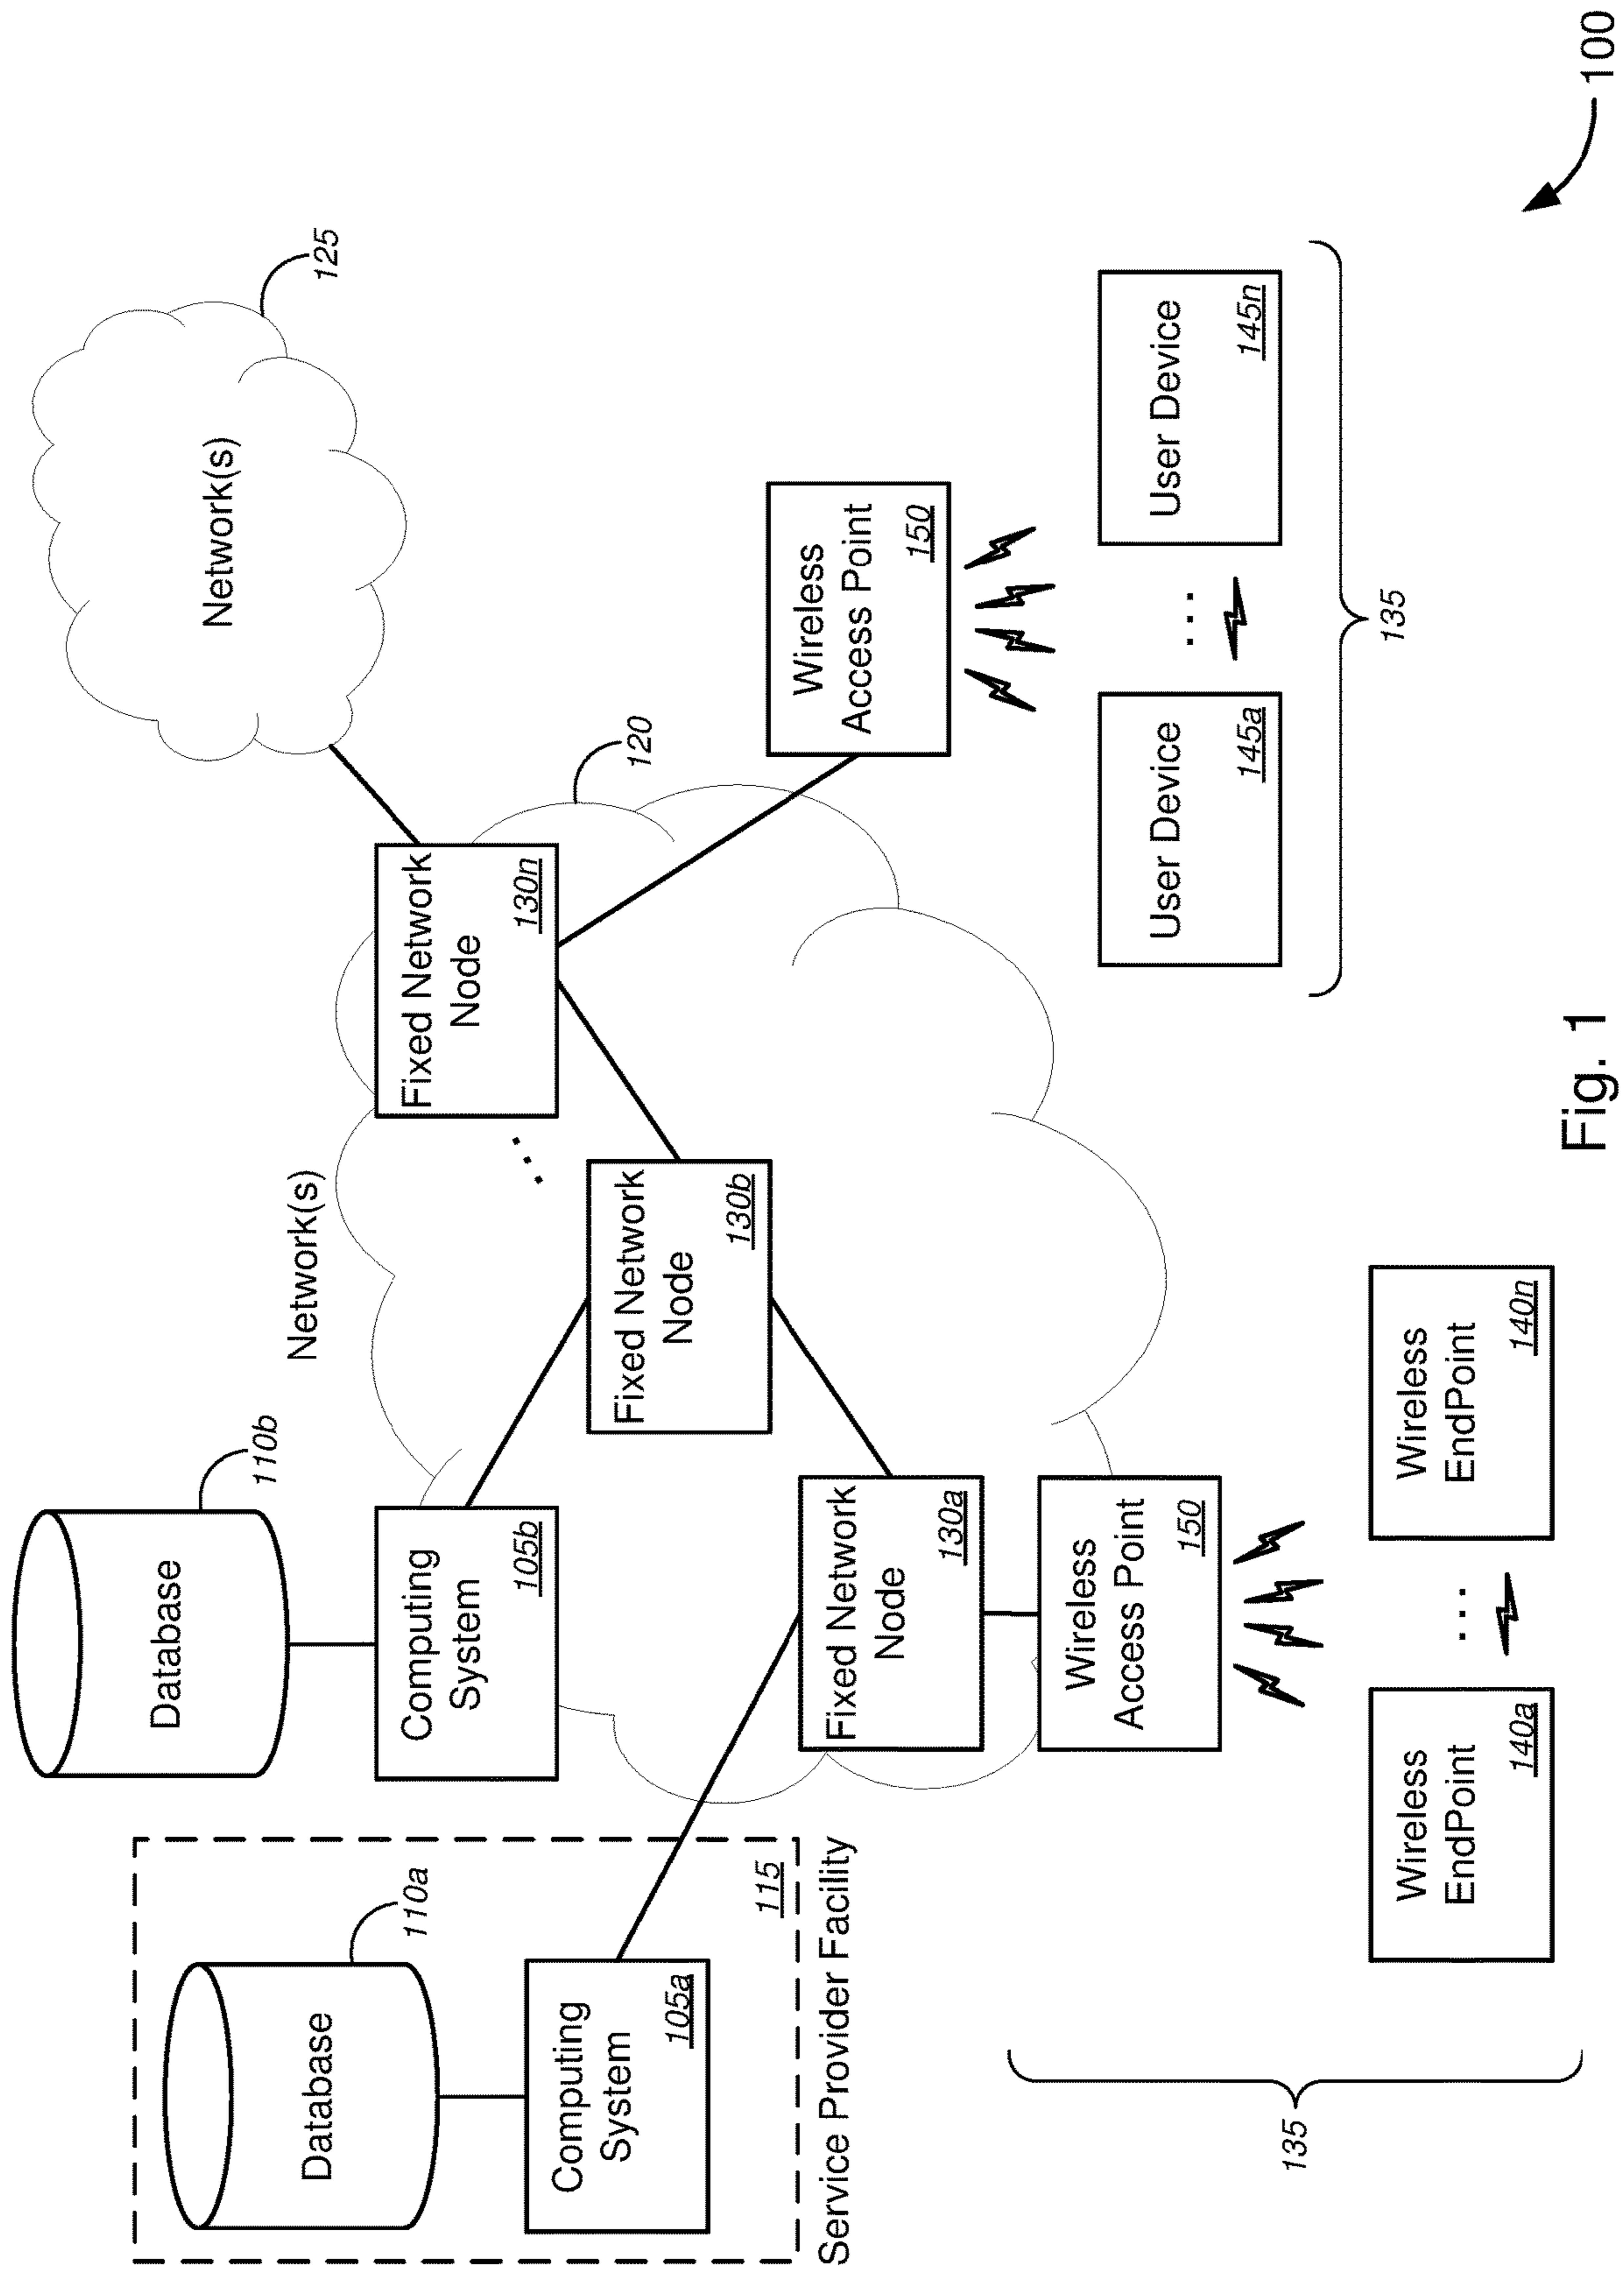 Database
110a
Computing
System
105a
115
Service Provider Facility
Database
110b
Computing
System
105b
Network(s)
120
Network(s)
125
Fixed Network
Node
130a
Fixed Network
Node
130b
...
Fixed Network
Node
130n
Wireless
Access Point
150
Wireless
EndPoint
140a
...
Wireless
EndPoint
140n
135
Wireless
Access Point
150
User Device
145a
...
User Device
145n
135
100
Fig. 1